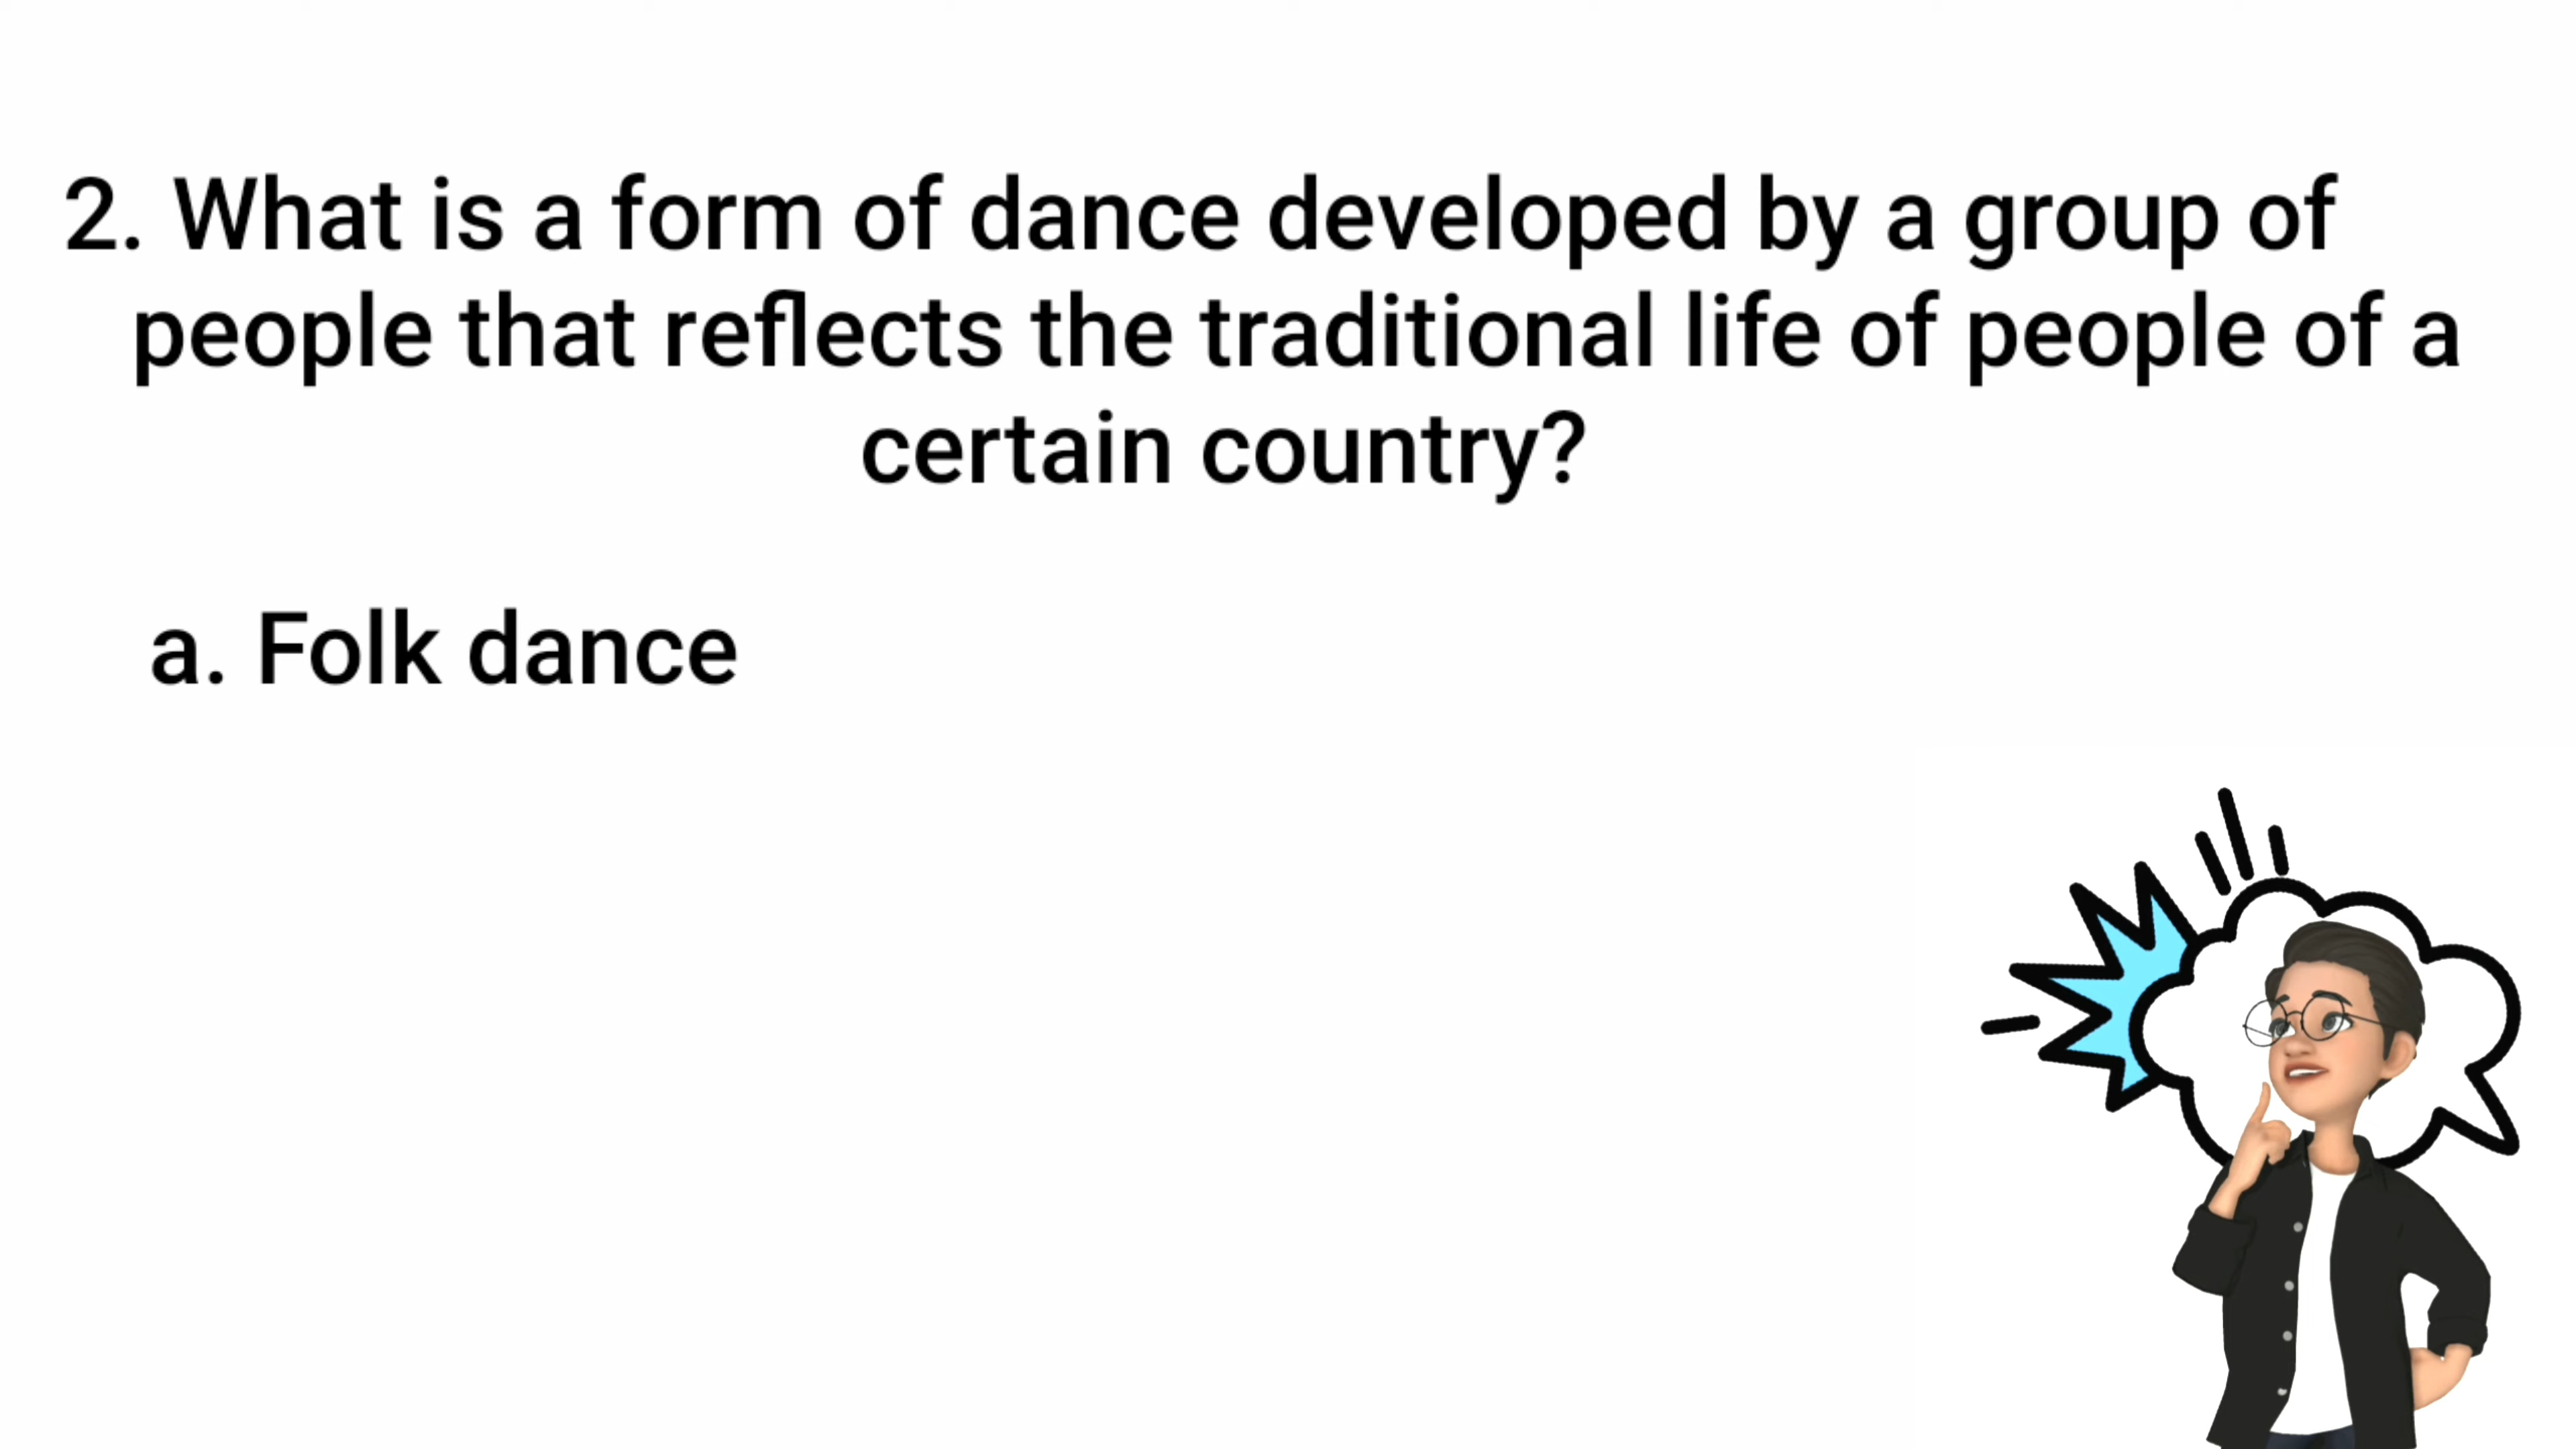 2. What is a form of dance developed by a group of
people that reflects the traditional life of people of a
certain country?
a. Folk dance